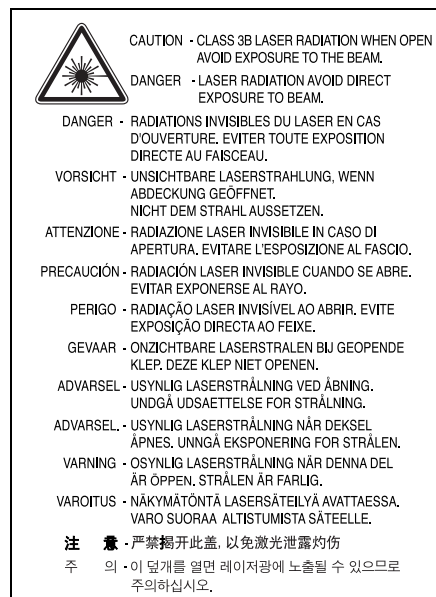 CAUTION - CLASS 3B LASER RADIATION WHEN OPEN
AVOID EXPOSURE TO THE BEAM.
DANGER - LASER RADIATION AVOID DIRECT
EXPOSURE TO BEAM.
DANGER - RADIATIONS INVISIBLES DU LASER EN CAS
D'OUVERTURE. EVITER TOUTE EXPOSITION
DIRECTE AU FAISCEAU.
VORSICHT - UNSICHTBARE LASERSTRAHLUNG, WENN
ABDECKUNG GEÖFFNET.
NICHT DEM STRAHL AUSSETZEN.
ATTENZIONE - RADIAZIONE LASER INVISIBILE IN CASO DI
APERTURA. EVITARE L'ESPOSIZIONE AL FASCIO.
PRECAUCIÓN - RADIACIÓN LASER INVISIBLE CUANDO SE ABRE.
EVITAR EXPONERSE AL RAYO.
PERIGO - RADIAÇÃO LASER INVISÍVEL AO ABRIR. EVITE
EXPOSIÇÃO DIRECTA AO FEIXE.
GEVAAR - ONZICHTBARE LASERSTRALEN BIJ GEOPENDE
KLEP. DEZE KLEP NIET OPENEN.
ADVARSEL - USYNLIG LASERSTRÅLNING VED ÅBNING.
UNDGÅ UDSAETTELSE FOR STRÅLNING.
ADVARSEL. - USYNLIG LASERSTRÅLNING NÅR DEKSEL
ÅPNES. UNNGÅ EKSPONERING FOR STRÅLEN.
VARNING - OSYNLIG LASERSTRÅLNING NÄR DENNA DEL
ÄR ÖPPEN. STRÅLEN ÄR FARLIG.
VAROITUS - NÄKYMÄTÖNTÄ LASERSÄTEILYÄ AVATTAESSA.
VARO SUORAA ALTISTUMISTA SÄTEELLE.
注 意 - 严禁揭开此盖, 以免激光泄露灼伤
주 의 - 이 덮개를 열면 레이저광에 노출될 수 있으므로
주의하십시오.